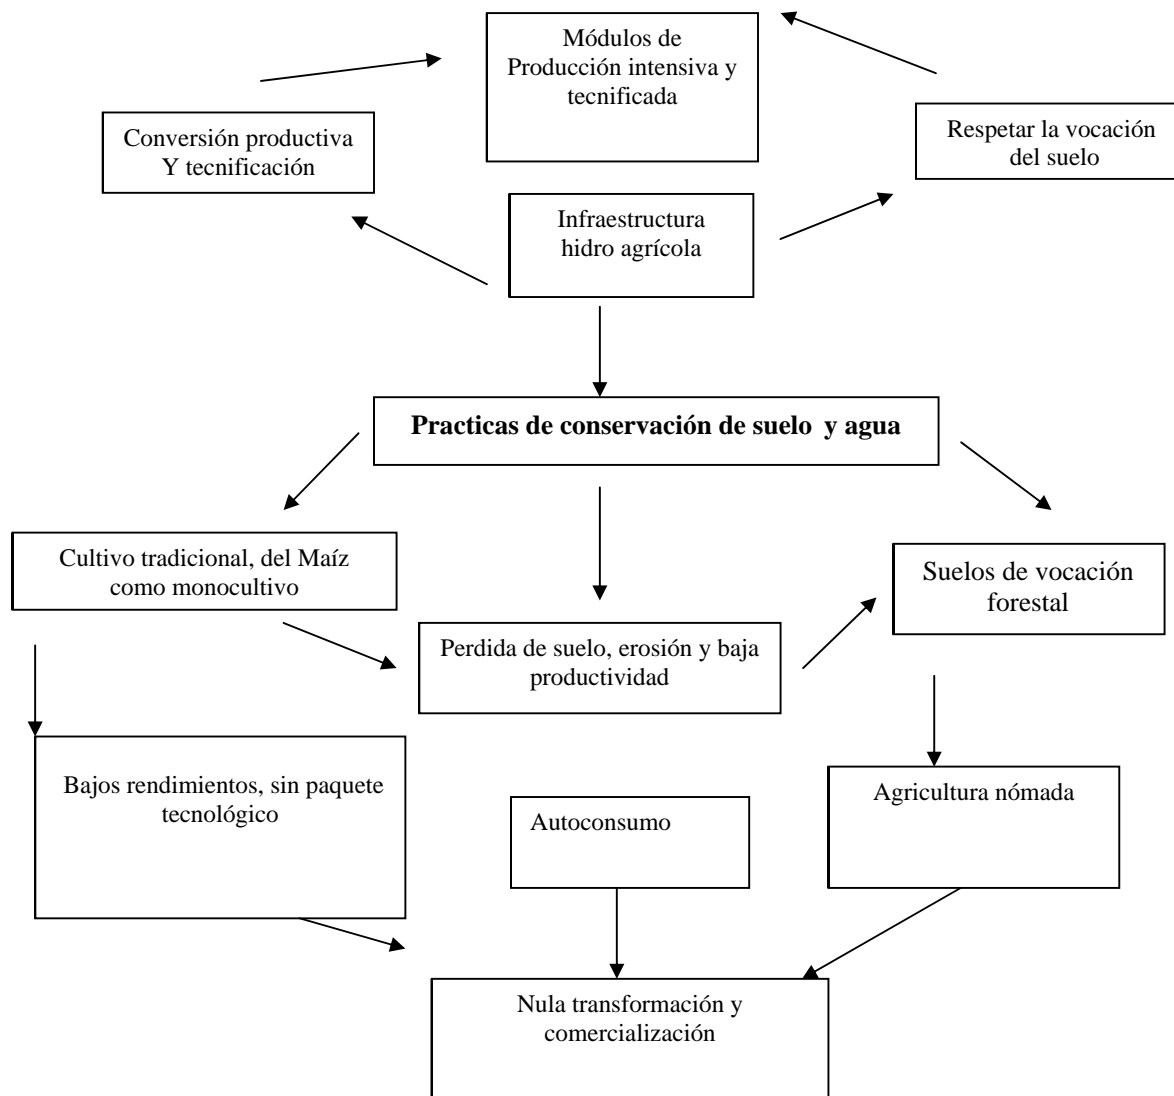 Módulos de
Producción intensiva y
tecnificada
Conversión productiva
Y tecnificación
Respetar la vocación
del suelo
Infraestructura
hidro agrícola
Practicas de conservación de suelo y agua
Cultivo tradicional, del Maíz
como monocultivo
Suelos de vocación
forestal
Perdida de suelo, erosión y baja
productividad
Bajos rendimientos, sin paquete
tecnológico
Autoconsumo
Agricultura nómada
Nula transformación y
comercialización